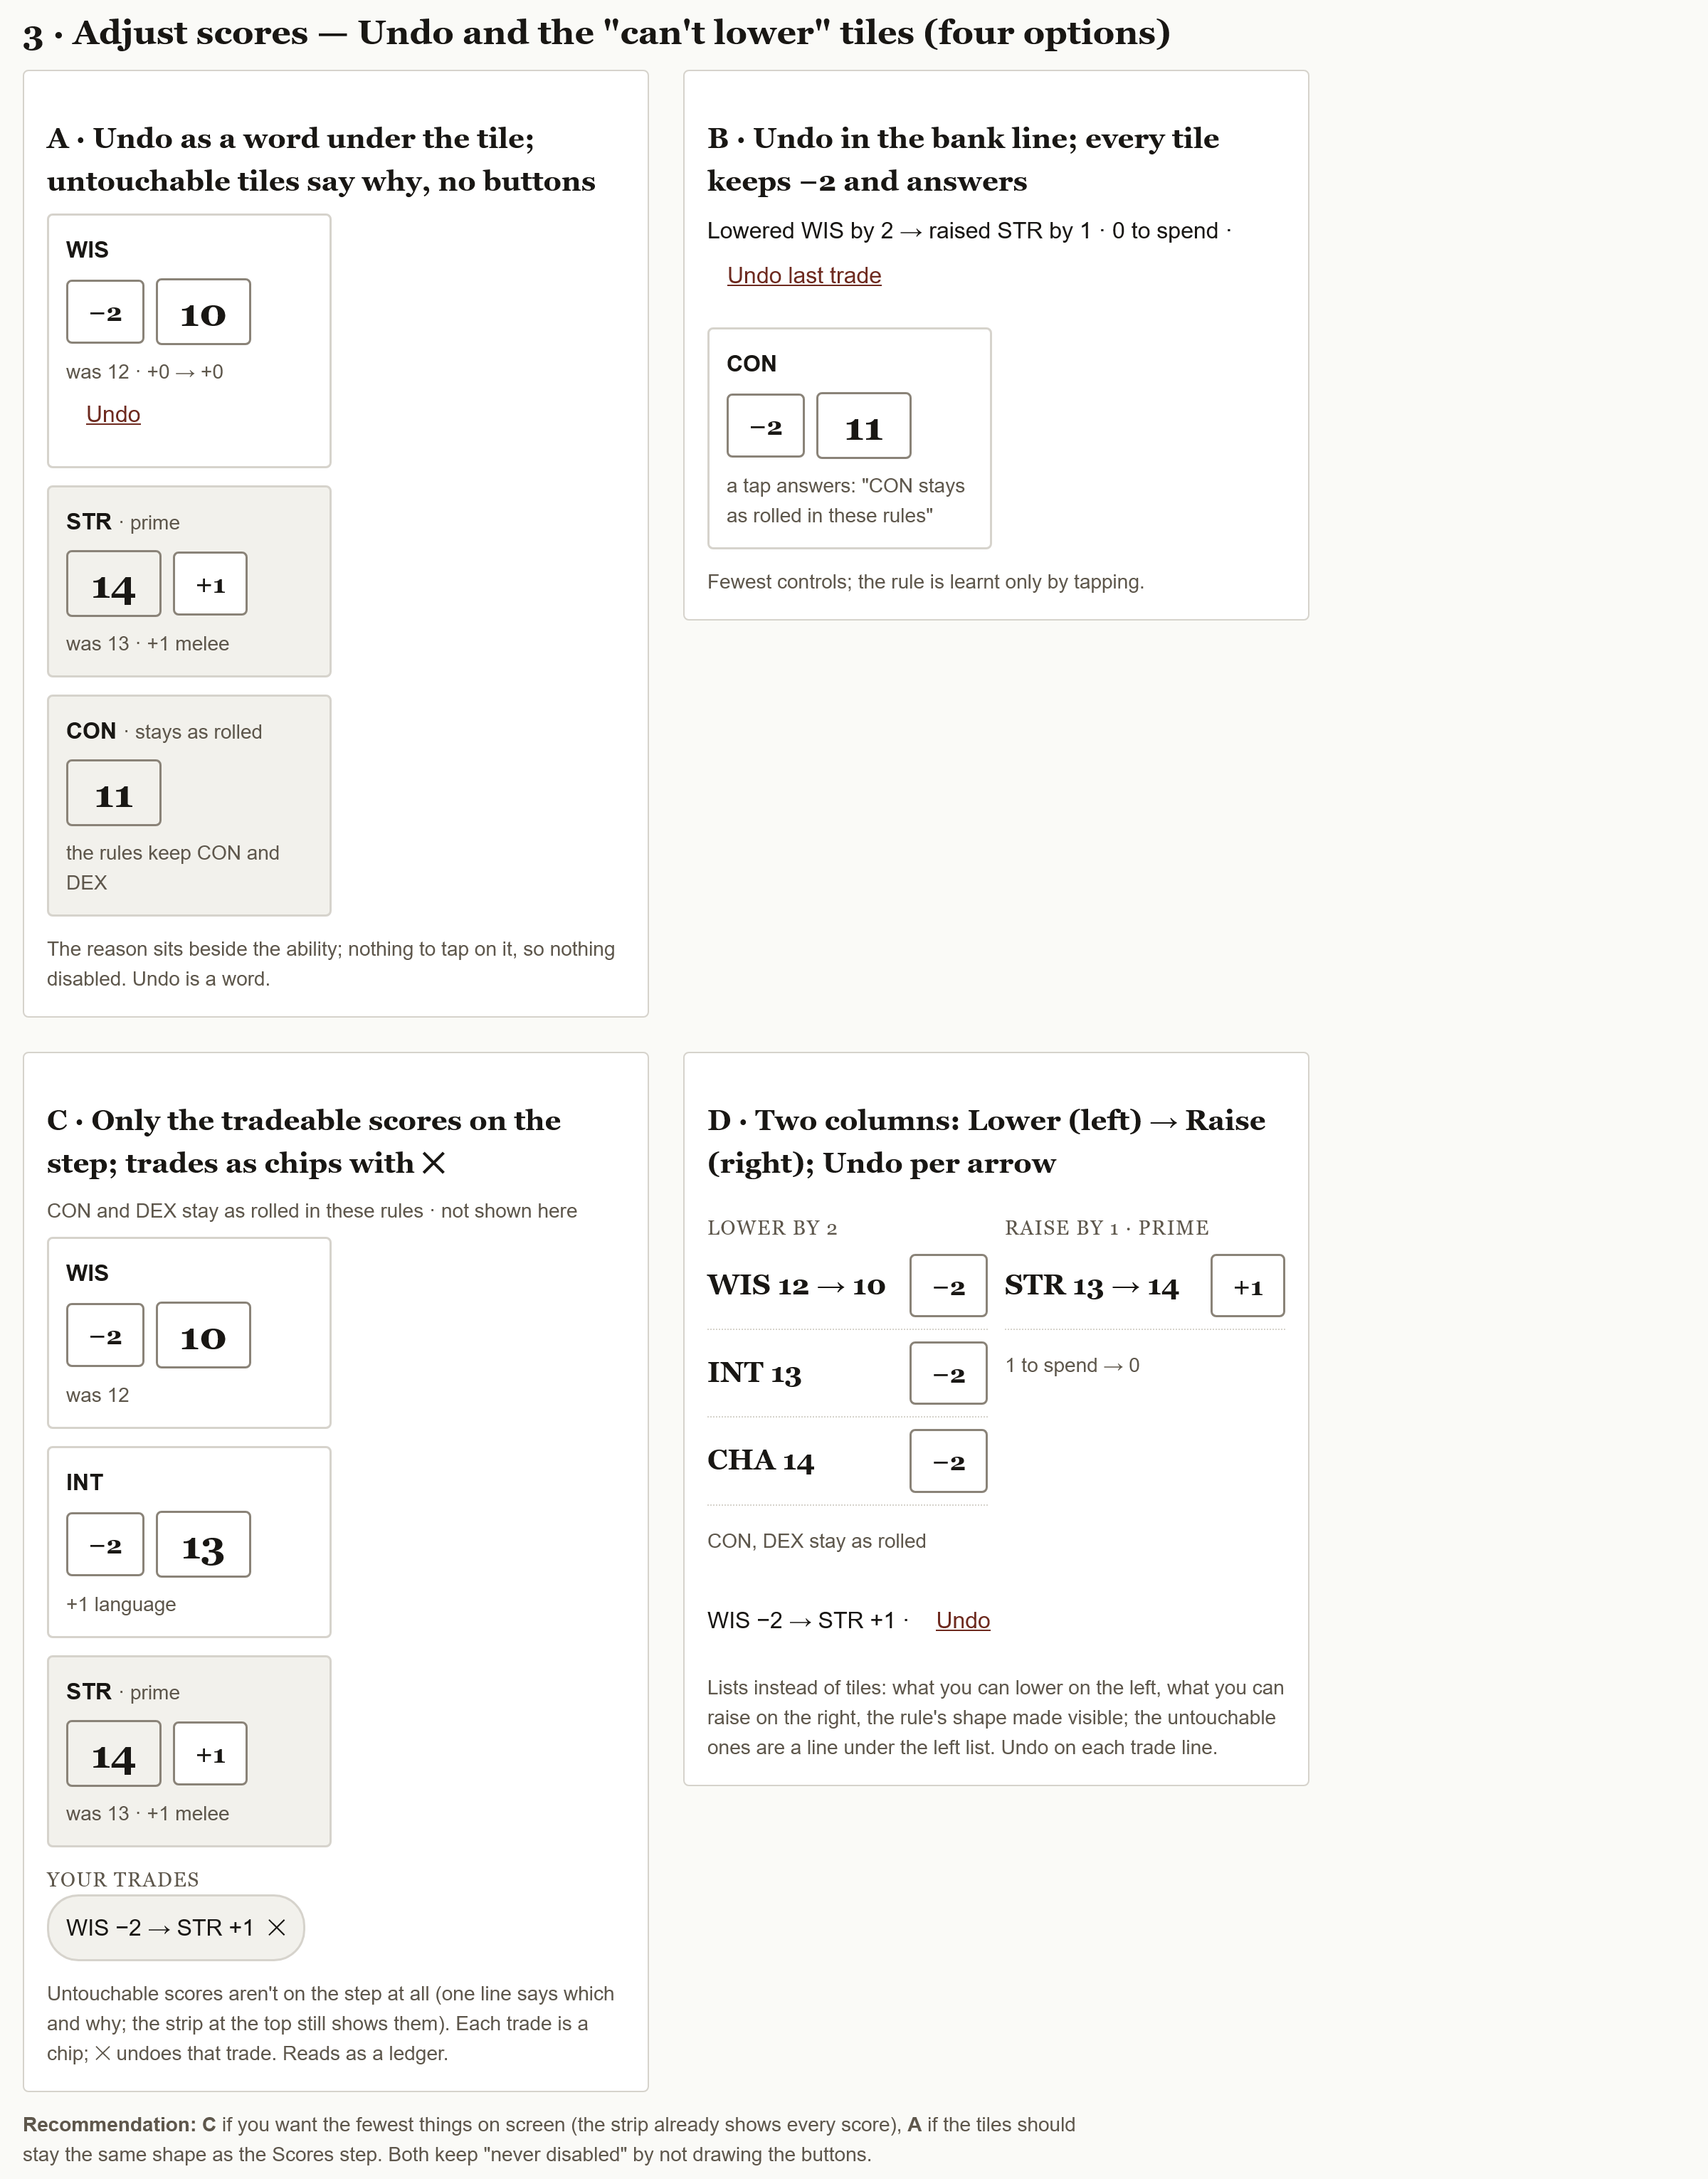 3 · Adjust scores — Undo and the "can't lower" tiles (four options)
A · Undo as a word under the tile;
untouchable tiles say why, no buttons
WIS
−2 10
was 12 · +0 → +0
Undo
STR · prime
14 +1
was 13 · +1 melee
CON · stays as rolled
11
the rules keep CON and
DEX
The reason sits beside the ability; nothing to tap on it, so nothing
disabled. Undo is a word.
B · Undo in the bank line; every tile
keeps −2 and answers
Lowered WIS by 2 → raised STR by 1 · 0 to spend ·
Undo last trade
CON
−2 11
a tap answers: "CON stays
as rolled in these rules"
Fewest controls; the rule is learnt only by tapping.
C · Only the tradeable scores on the
step; trades as chips with ✕
CON and DEX stay as rolled in these rules · not shown here
WIS
−2 10
was 12
INT
−2 13
+1 language
STR · prime
14 +1
was 13 · +1 melee
YOUR TRADES
WIS −2 → STR +1 ✕
Untouchable scores aren't on the step at all (one line says which
and why; the strip at the top still shows them). Each trade is a
chip; ✕ undoes that trade. Reads as a ledger.
D · Two columns: Lower (left) → Raise
(right); Undo per arrow
LOWER BY 2
WIS 12 → 10 −2
INT 13 −2
CHA 14 −2
CON, DEX stay as rolled
RAISE BY 1 · PRIME
STR 13 → 14 +1
1 to spend → 0
WIS −2 → STR +1 · Undo
Lists instead of tiles: what you can lower on the left, what you can
raise on the right, the rule's shape made visible; the untouchable
ones are a line under the left list. Undo on each trade line.
Recommendation: C if you want the fewest things on screen (the strip already shows every score), A if the tiles should
stay the same shape as the Scores step. Both keep "never disabled" by not drawing the buttons.